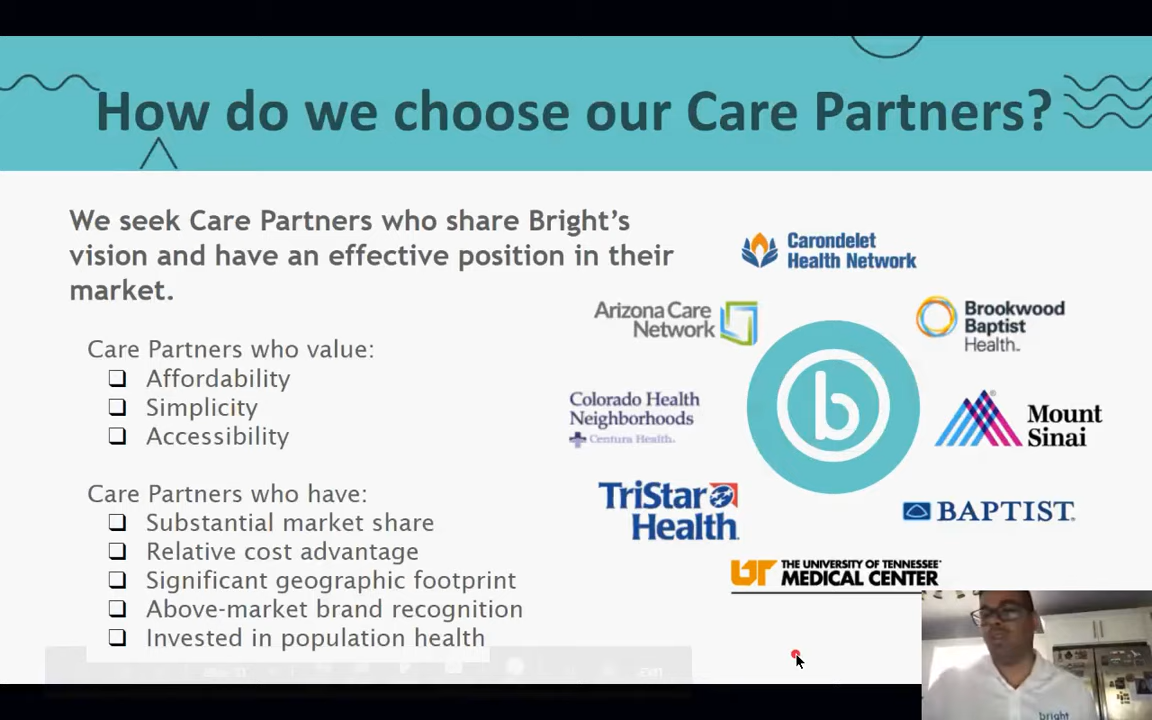 How do we choose our Care Partners?
We seek Care Partners who share Bright's
vision and have an effective position in their
market.
Care Partners who value:
Affordability
Simplicity
Accessibility
Care Partners who have:
Substantial market share
Relative cost advantage
Significant geographic footprint
Above-market brand recognition
Invested in population health
Carondelet
Health Network
Arizona Care
Network
Brookwood
Baptist
Health.
Colorado Health
Neighborhoods
Centura Health.
b
Mount
Sinai
TriStar
Health.
BAPTIST
UT THE UNIVERSITY OF TENNESSEE
MEDICAL CENTER
bright